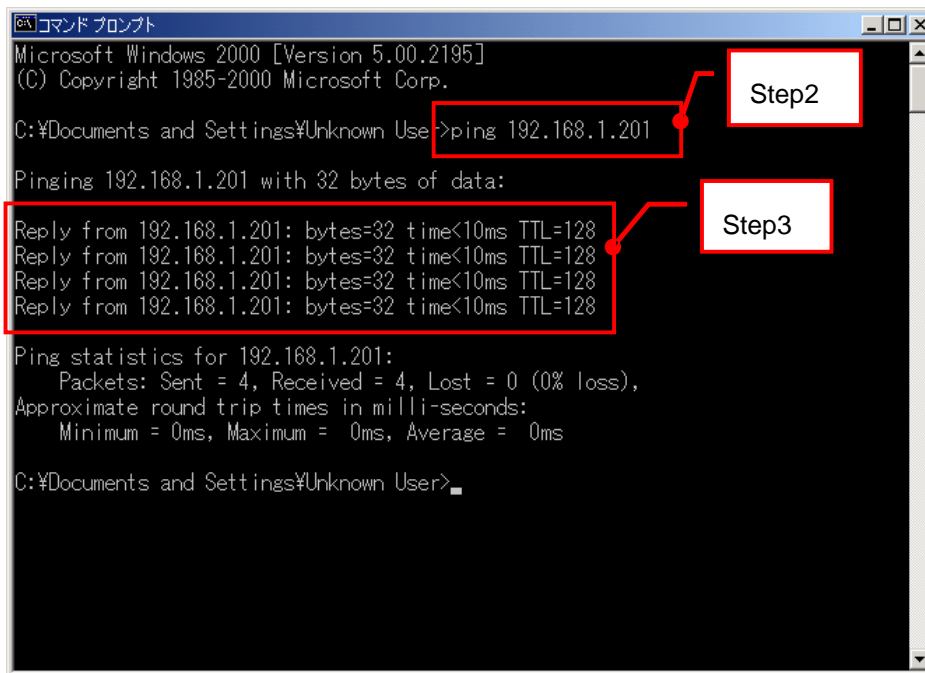 コマンド プロンプト
Microsoft Windows 2000 [Version 5.00.2195]
(C) Copyright 1985-2000 Microsoft Corp.
C:¥Documents and Settings¥Unknown User>ping 192.168.1.201
Step2
Pinging 192.168.1.201 with 32 bytes of data:
Reply from 192.168.1.201: bytes=32 time<10ms TTL=128
Reply from 192.168.1.201: bytes=32 time<10ms TTL=128
Reply from 192.168.1.201: bytes=32 time<10ms TTL=128
Reply from 192.168.1.201: bytes=32 time<10ms TTL=128
Step3
Ping statistics for 192.168.1.201:
    Packets: Sent = 4, Received = 4, Lost = 0 (0% loss),
Approximate round trip times in milli-seconds:
    Minimum = 0ms, Maximum =  0ms, Average =  0ms
C:¥Documents and Settings¥Unknown User>